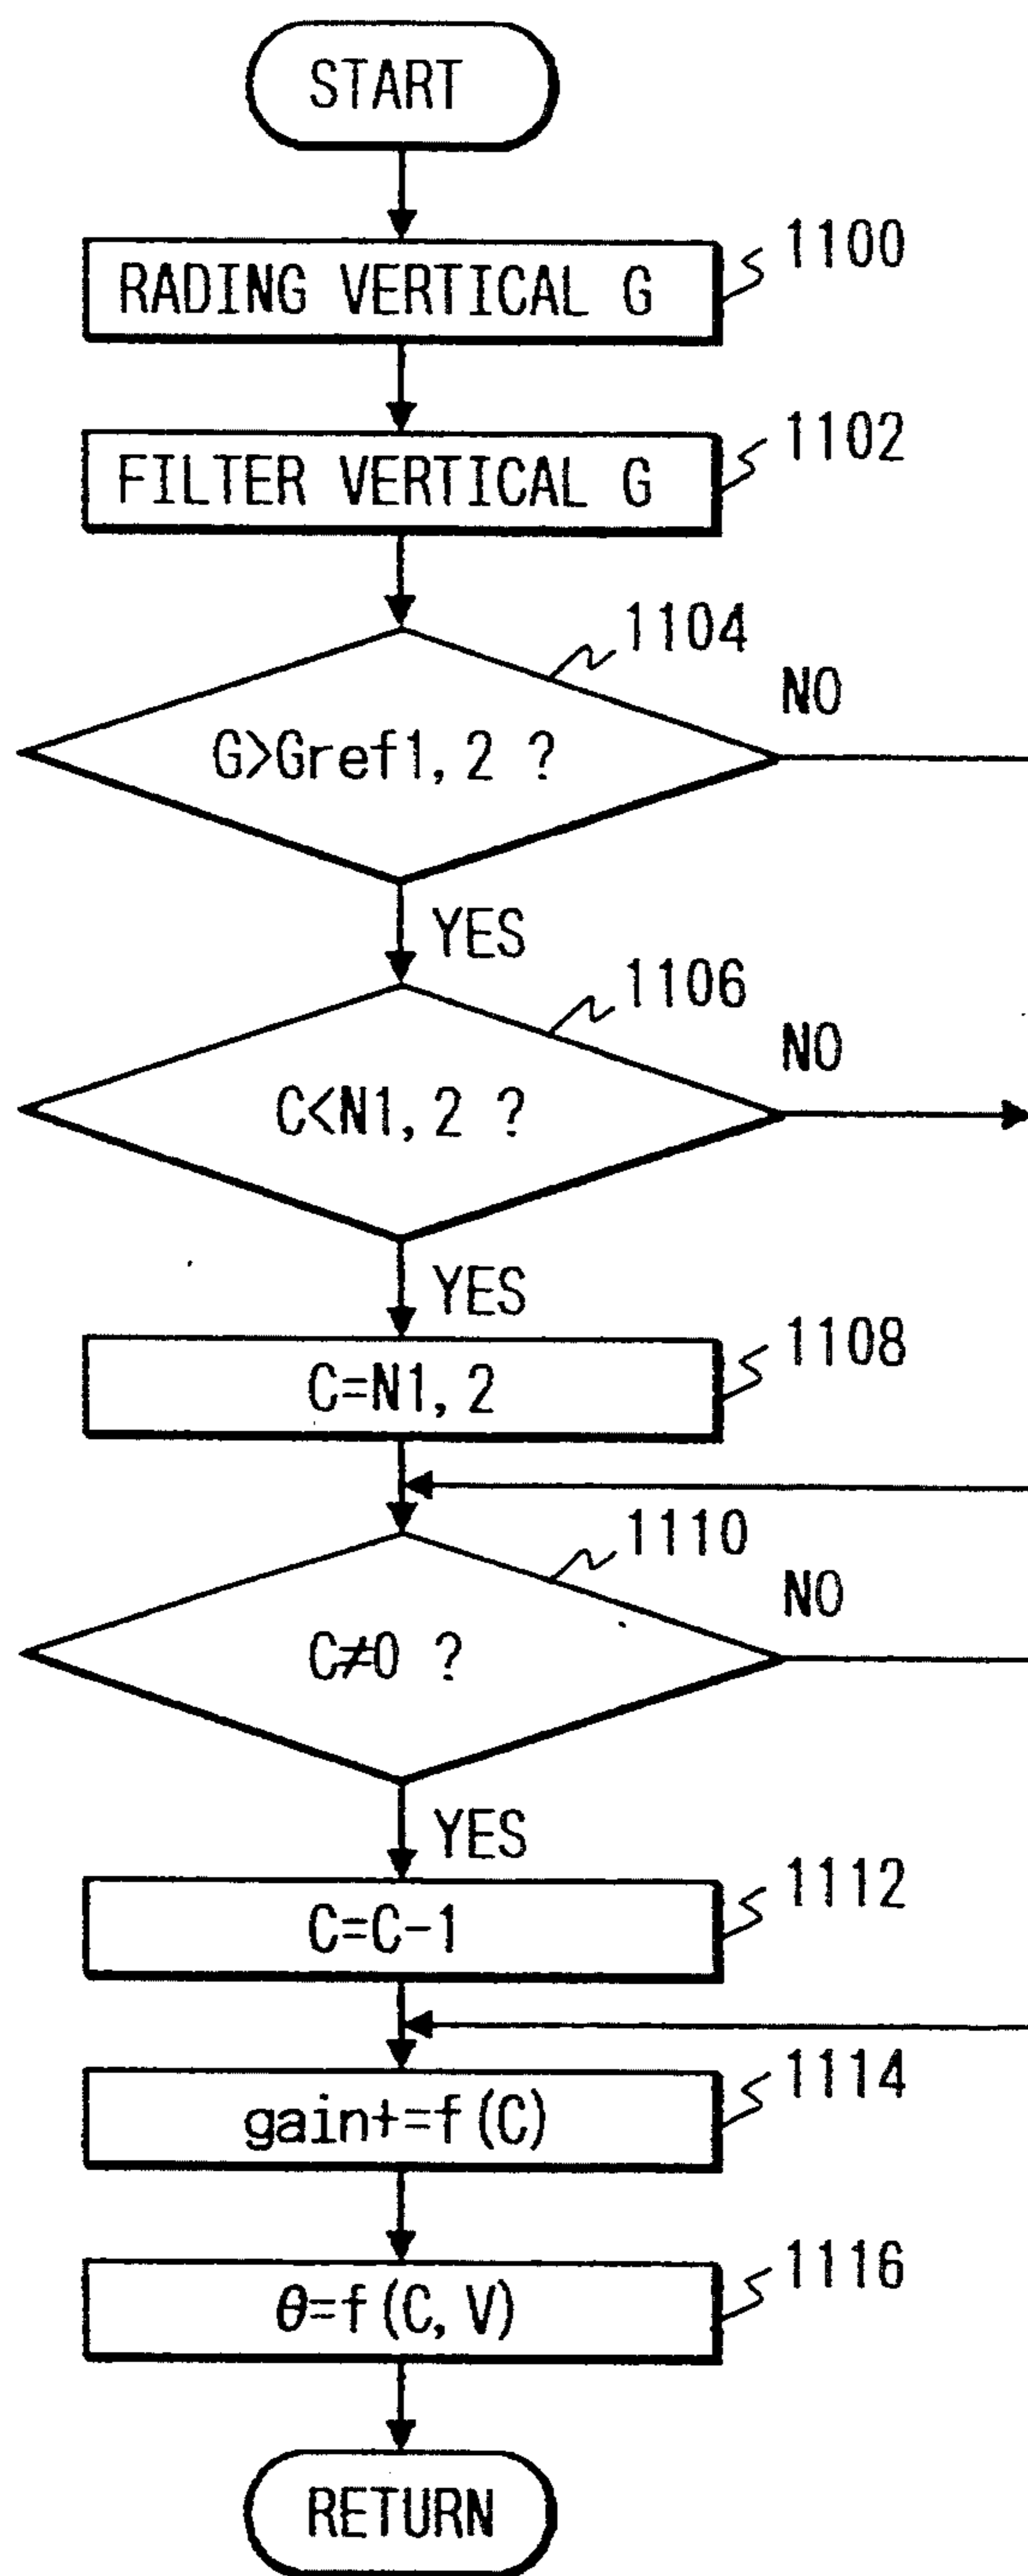 START
RADING VERTICAL G
1100
FILTER VERTICAL G
1102
1104
G>Gref1,2 ?
NO
YES
1106
C<N1,2 ?
NO
YES
C=N1,2
1108
1110
C≠0 ?
NO
YES
C=C-1
1112
gain+=f(C)
1114
θ=f(C,V)
1116
RETURN